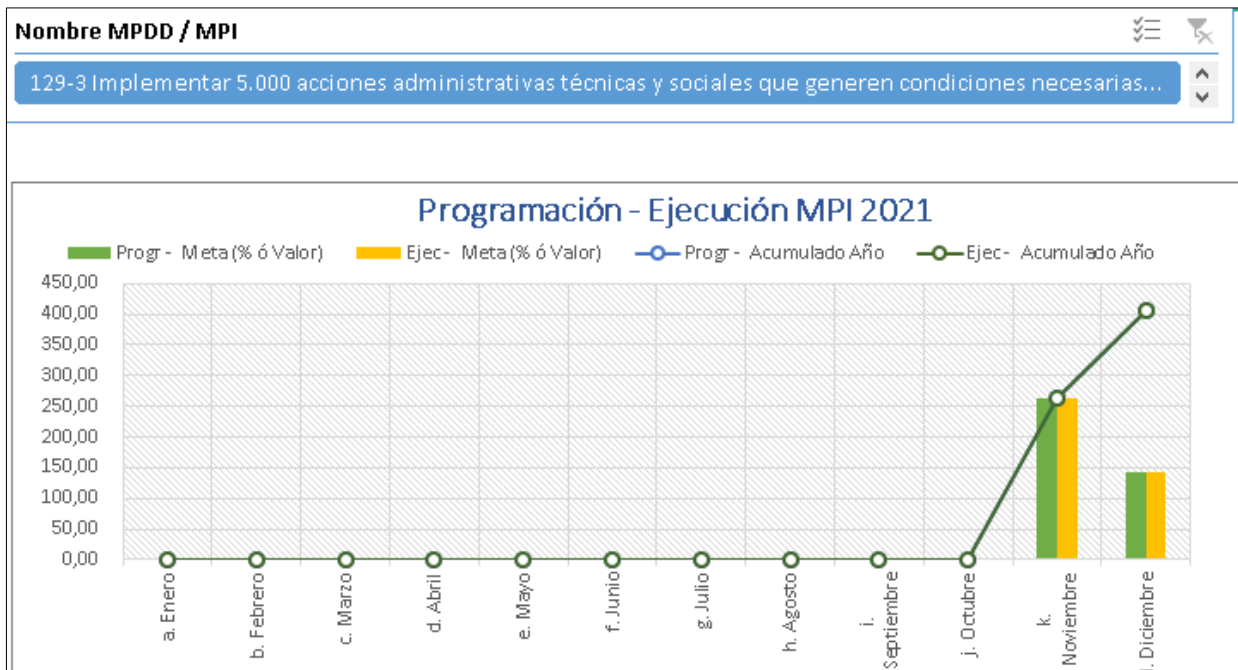 Nombre MPDD / MPI
129-3 Implementar 5.000 acciones administrativas técnicas y sociales que generen condiciones necesarias...
Programación - Ejecución MPI 2021
Progr - Meta (% ó Valor) Ejec - Meta (% ó Valor) Progr - Acumulado Año Ejec - Acumulado Año
450,00
400,00
350,00
300,00
250,00
200,00
150,00
100,00
50,00
0,00
a. Enero
b. Febrero
c. Marzo
d. Abril
e. Mayo
f. Junio
g. Julio
h. Agosto
i.
Septiembre
j. Octubre
k.
Noviembre
l. Diciembre